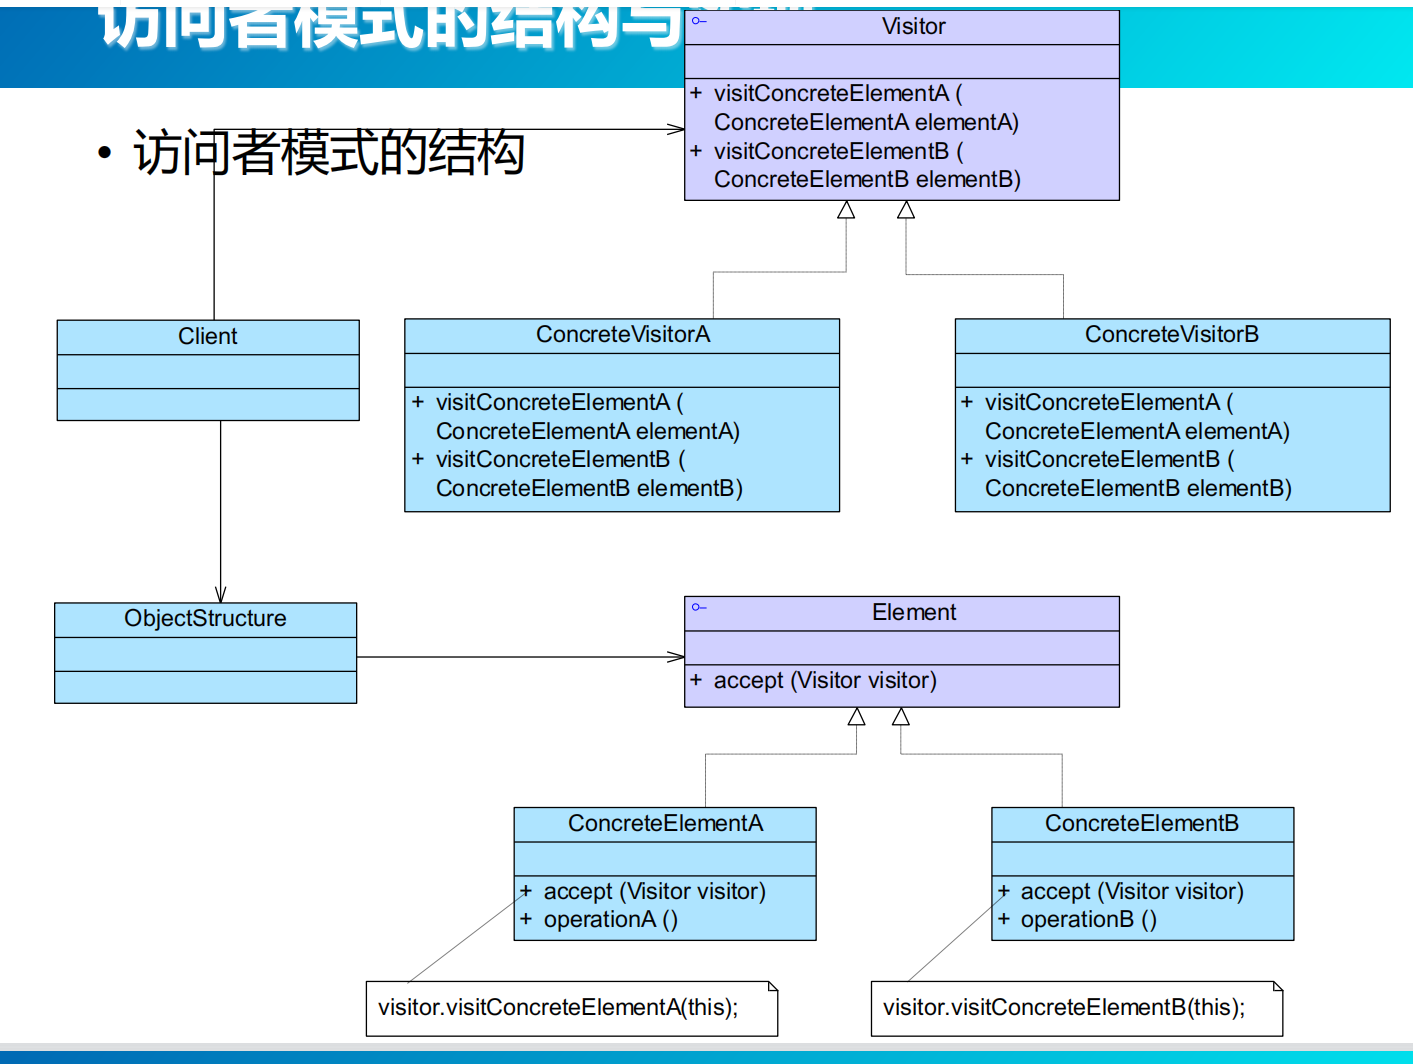 访问者模式的结构与
• 访问者模式的结构
Visitor
+ visitConcreteElementA (
ConcreteElementA elementA)
+ visitConcreteElementB (
ConcreteElementB elementB)
Client
ConcreteVisitorA
+ visitConcreteElementA (
ConcreteElementA elementA)
+ visitConcreteElementB (
ConcreteElementB elementB)
ConcreteVisitorB
+ visitConcreteElementA (
ConcreteElementA elementA)
+ visitConcreteElementB (
ConcreteElementB elementB)
ObjectStructure
Element
+ accept (Visitor visitor)
ConcreteElementA
+ accept (Visitor visitor)
+ operationA ()
ConcreteElementB
+ accept (Visitor visitor)
+ operationB ()
visitor.visitConcreteElementA(this);
visitor.visitConcreteElementB(this);